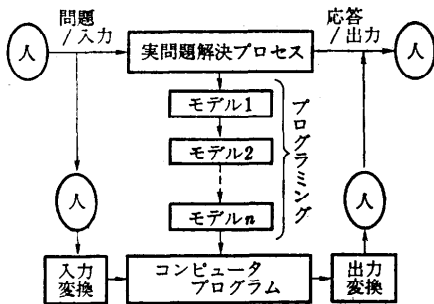 問題
/入力
応答
/出力
人
実問題解決プロセス
人
モデル1
モデル2
モデルn
プログラミング
人
人
入力
変換
コンピュータ
プログラム
出力
変換